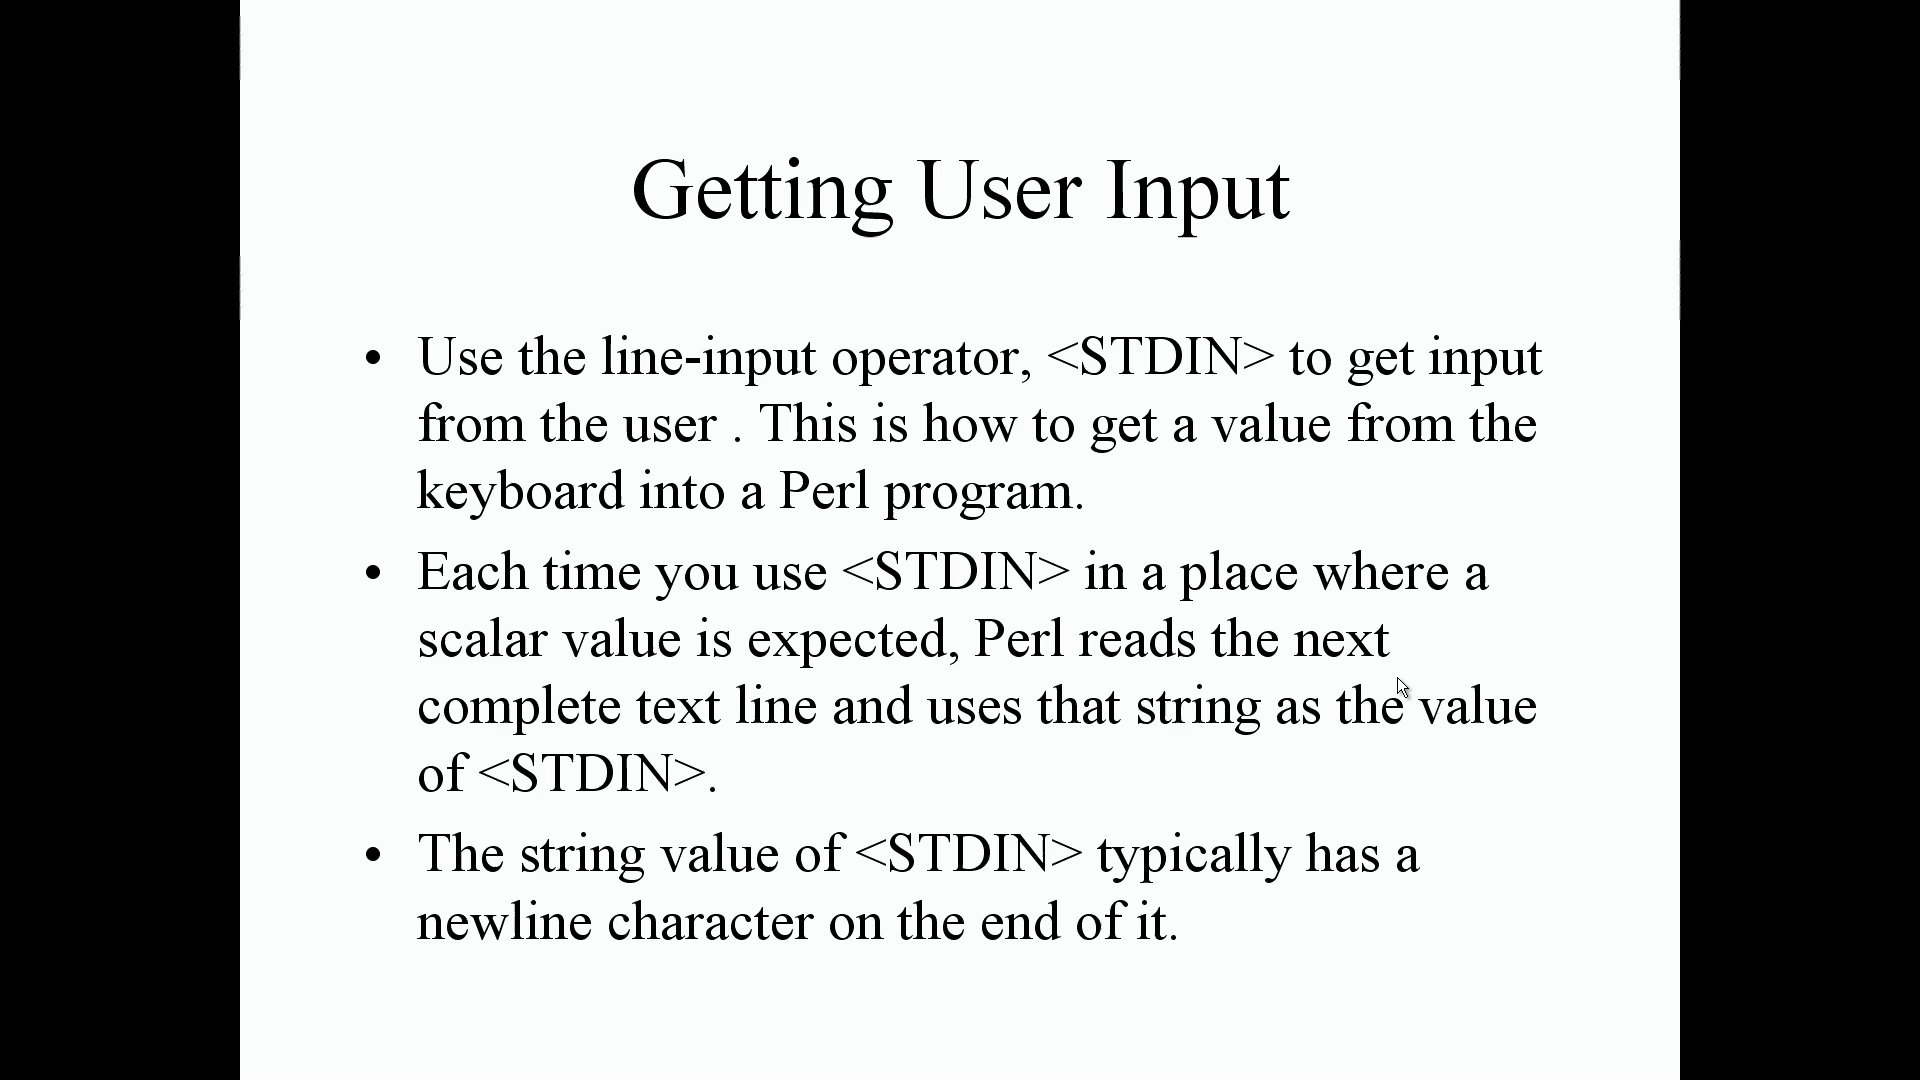 Getting User Input
• Use the line-input operator, <STDIN> to get input
from the user . This is how to get a value from the
keyboard into a Perl program.
• Each time you use <STDIN> in a place where a
scalar value is expected, Perl reads the next
complete text line and uses that string as the value
of <STDIN>.
• The string value of <STDIN> typically has a
newline character on the end of it.